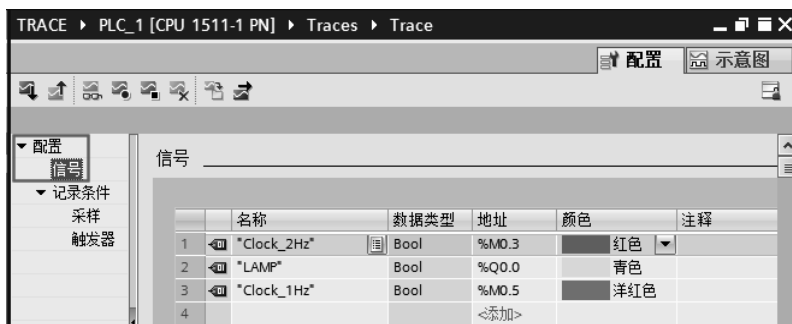 TRACE ▸ PLC_1 [CPU 1511-1 PN] ▸ Traces ▸ Trace
配置 示意图
配置
信号
记录条件
采样
触发器
信号
名称 数据类型 地址 颜色 注释
1 "Clock_2Hz" Bool %M0.3 红色
2 "LAMP" Bool %Q0.0 青色
3 "Clock_1Hz" Bool %M0.5 洋红色
4 <添加>